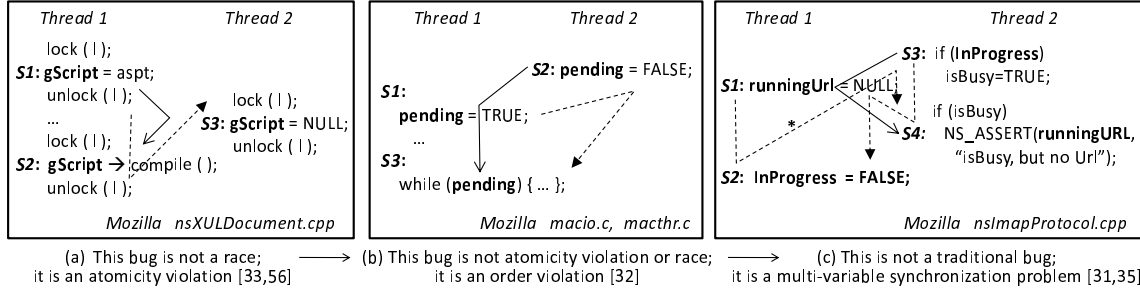 Thread 1 Thread 2
lock ( l );
S1: gScript = aspt;
unlock ( l );
...
lock ( l );
S2: gScript → compile ( );
unlock ( l );
lock ( l );
S3: gScript = NULL;
unlock ( l );
Mozilla nsXULDocument.cpp
(a) This bug is not a race;
it is an atomicity violation [33,56]
Thread 1 Thread 2
S2: pending = FALSE;
S1:
pending = TRUE;
...
S3:
while (pending) { ... };
Mozilla macio.c, macthr.c
(b) This bug is not atomicity violation or race;
it is an order violation [32]
Thread 1 Thread 2
S3: if (InProgress)
isBusy=TRUE;
S1: runningUrl = NULL;
*
if (isBusy)
S4: NS_ASSERT(runningURL,
“isBusy, but no Url”);
S2: InProgress = FALSE;
Mozilla nsImapProtocol.cpp
(c) This is not a traditional bug;
it is a multi-variable synchronization problem [31,35]